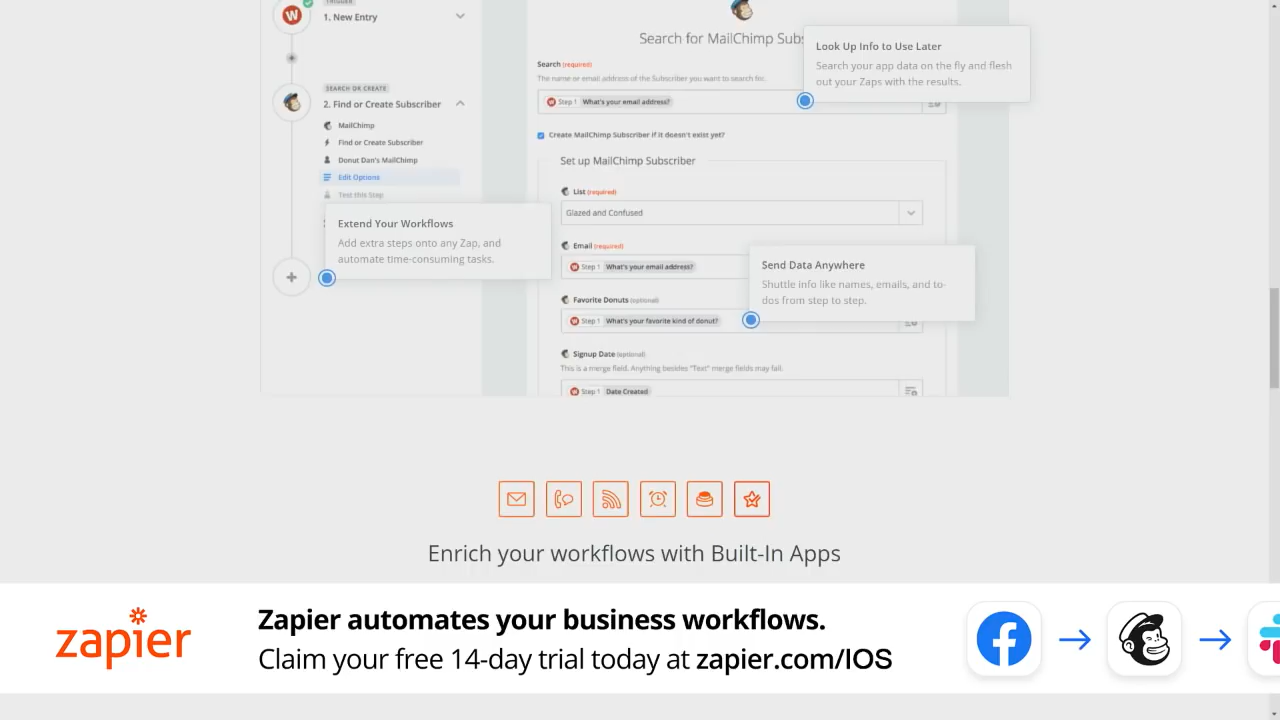 TRIGGER
1. New Entry
SEARCH OR CREATE
2. Find or Create Subscriber
MailChimp
Find or Create Subscriber
Donut Dan's MailChimp
Edit Options
Test this Step
Extend Your Workflows
Add extra steps onto any Zap, and
automate time-consuming tasks.
Search for MailChimp Subs
Search (required)
The name or email address of the Subscriber you want to search for.
Step 1 What's your email address?
Look Up Info to Use Later
Search your app data on the fly and flesh
out your Zaps with the results.
Create MailChimp Subscriber if it doesn't exist yet?
Set up MailChimp Subscriber
List (required)
Glazed and Confused
Email (required)
Step 1 What's your email address?
Send Data Anywhere
Shuttle info like names, emails, and to-
dos from step to step.
Favorite Donuts (optional)
Step 1 What's your favorite kind of donut?
Signup Date (optional)
This is a merge field. Anything besides "Text" merge fields may fail.
Step 1 Date Created
Enrich your workflows with Built-In Apps
zapier
Zapier automates your business workflows.
Claim your free 14-day trial today at zapier.com/IOS